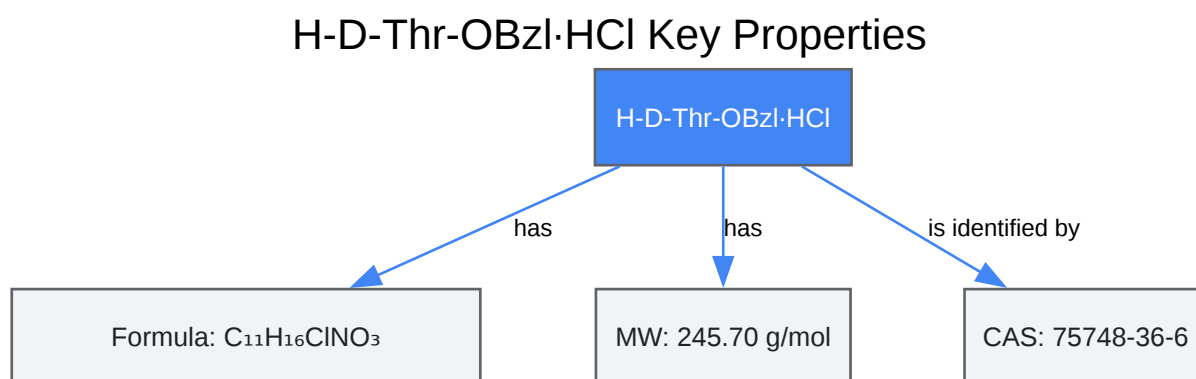 H-D-Thr-OBzl·HCl Key Properties
H-D-Thr-OBzl·HCl
has
has
is identified by
Formula: C₁₁H₁₆ClNO₃
MW: 245.70 g/mol
CAS: 75748-36-6